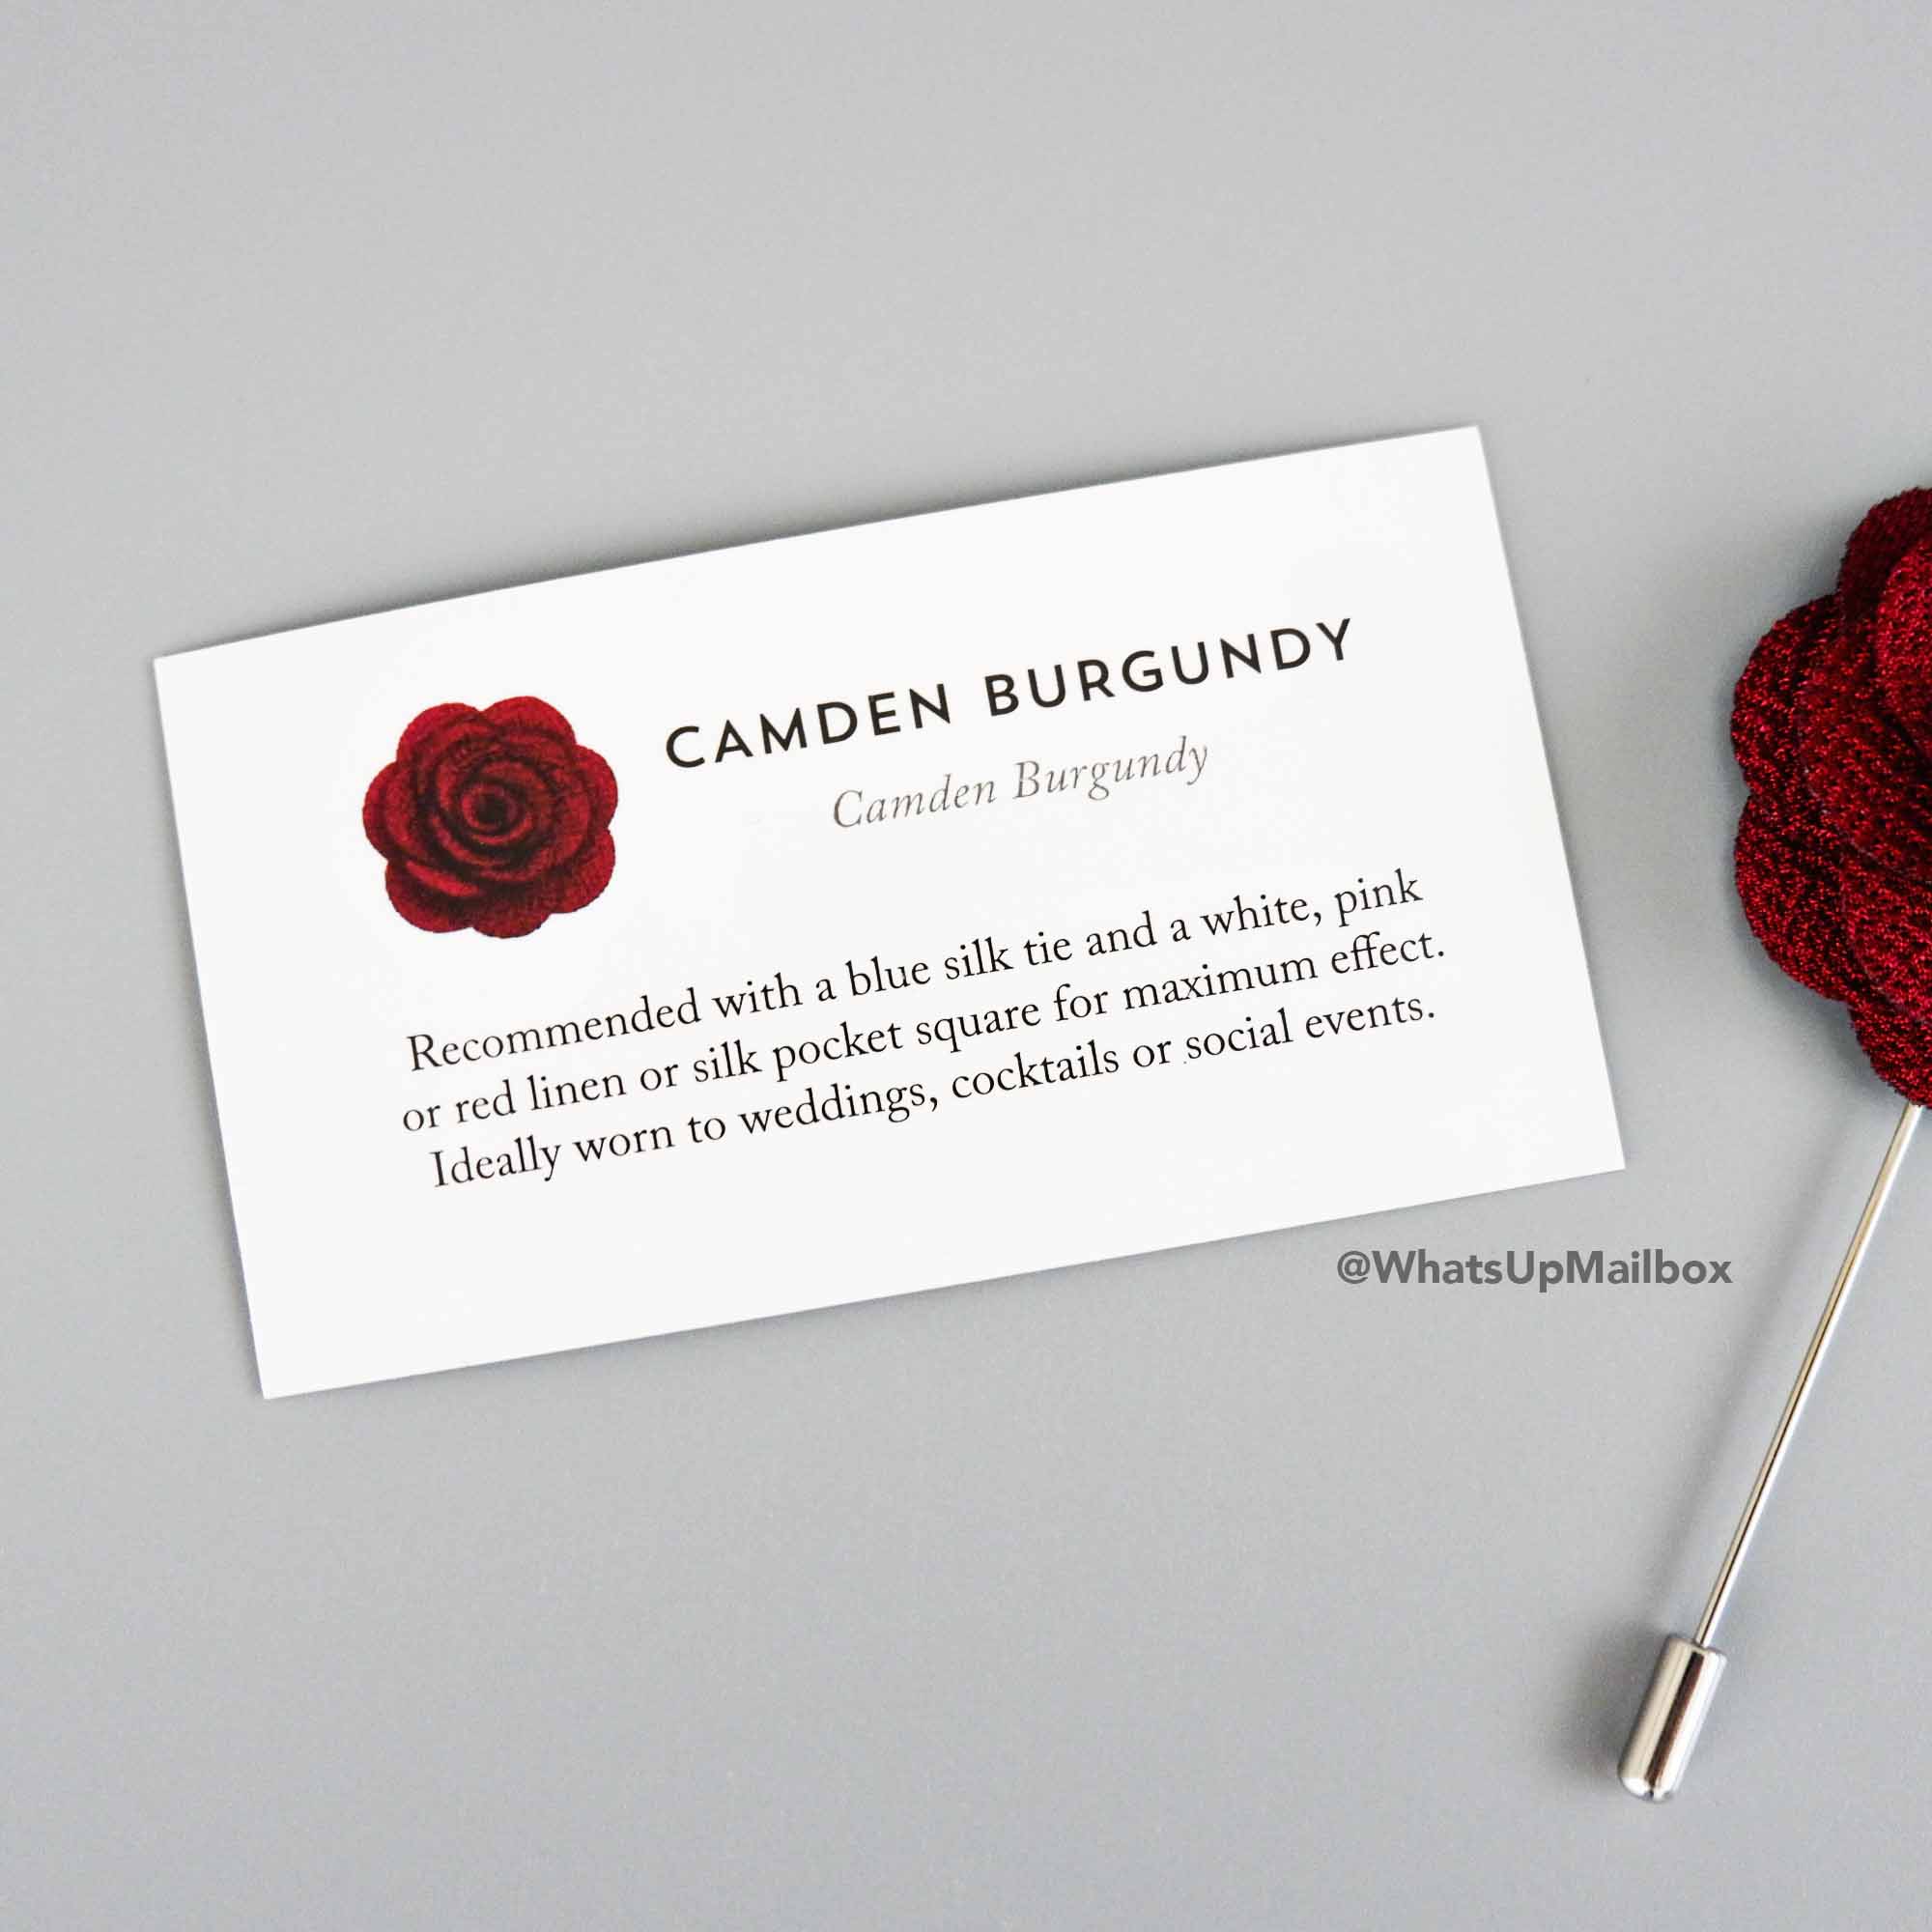 CAMDEN BURGUNDY
Camden Burgundy
Recommended with a blue silk tie and a white, pink
or red linen or silk pocket square for maximum effect.
Ideally worn to weddings, cocktails or social events.
@WhatsUpMailbox